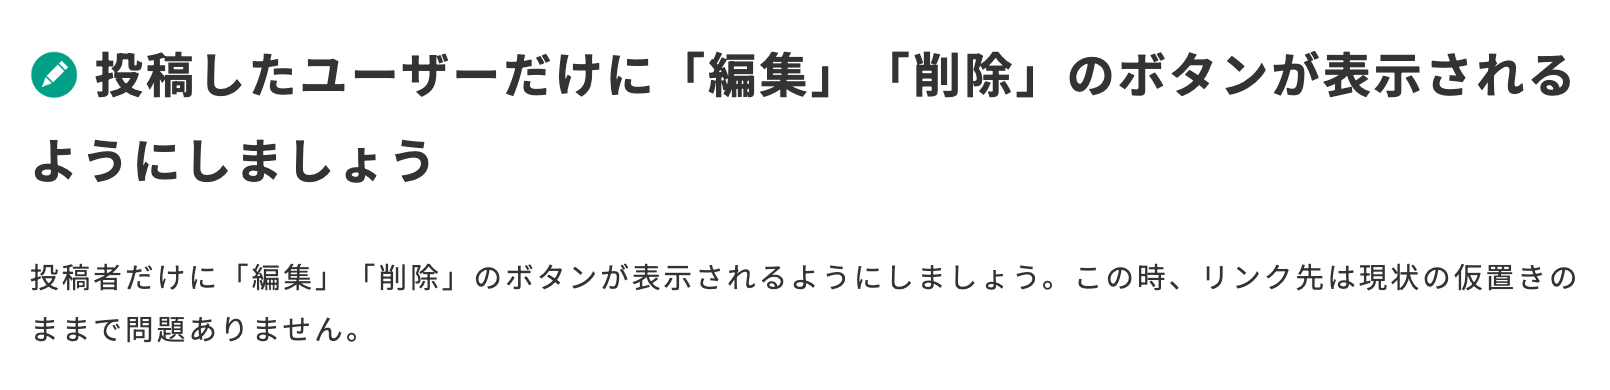 投稿したユーザーだけに「編集」「削除」のボタンが表示される
ようにしましょう
投稿者だけに「編集」「削除」のボタンが表示されるようにしましょう。この時、リンク先は現状の仮置きの
ままで問題ありません。